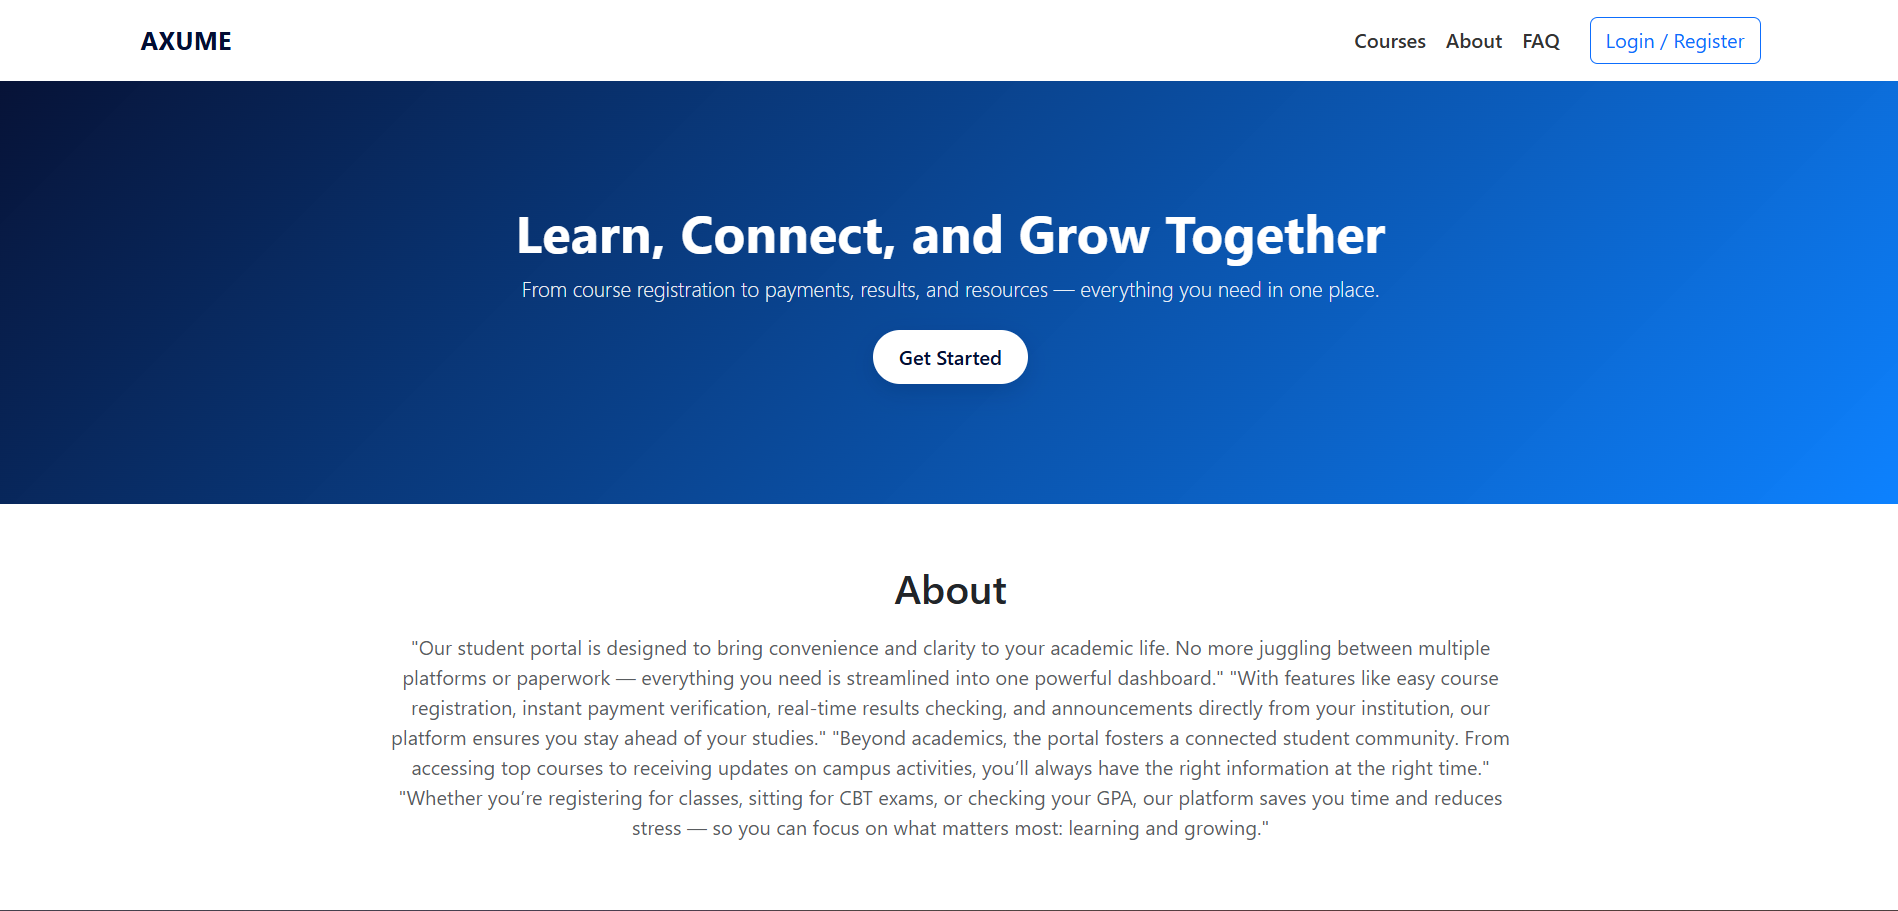 AXUME
Courses About FAQ Login / Register
Learn, Connect, and Grow Together
From course registration to payments, results, and resources — everything you need in one place.
Get Started
About
"Our student portal is designed to bring convenience and clarity to your academic life. No more juggling between multiple
platforms or paperwork — everything you need is streamlined into one powerful dashboard." "With features like easy course
registration, instant payment verification, real-time results checking, and announcements directly from your institution, our
platform ensures you stay ahead of your studies." "Beyond academics, the portal fosters a connected student community. From
accessing top courses to receiving updates on campus activities, you’ll always have the right information at the right time."
"Whether you’re registering for classes, sitting for CBT exams, or checking your GPA, our platform saves you time and reduces
stress — so you can focus on what matters most: learning and growing."